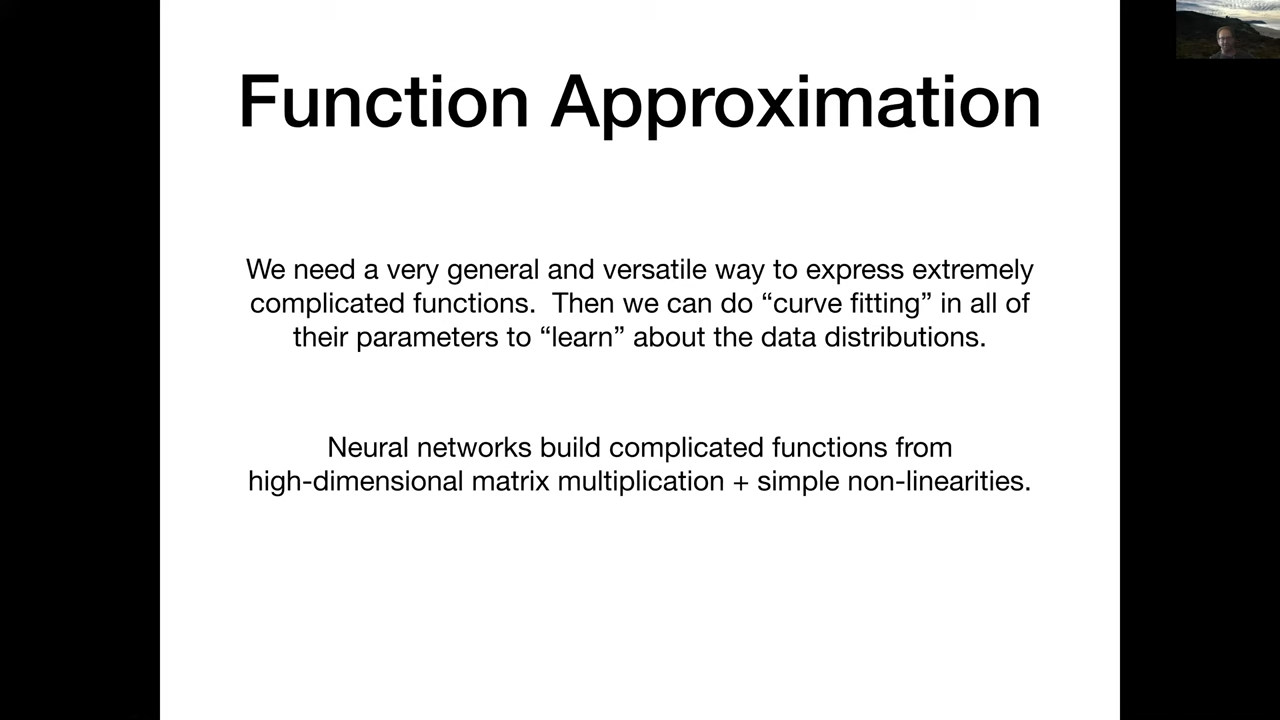 Function Approximation
We need a very general and versatile way to express extremely
complicated functions.  Then we can do “curve fitting” in all of
their parameters to “learn” about the data distributions.
Neural networks build complicated functions from
high-dimensional matrix multiplication + simple non-linearities.